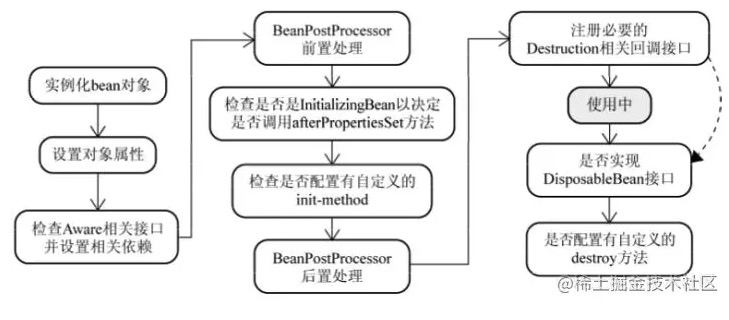 实例化bean对象
设置对象属性
检查Aware相关接口
并设置相关依赖
BeanPostProcessor
前置处理
检查是否是InitializingBean以决定
是否调用afterPropertiesSet方法
检查是否配置有自定义的
init-method
BeanPostProcessor
后置处理
注册必要的
Destruction相关回调接口
使用中
是否实现
DisposableBean接口
是否配置有自定义的
destroy方法
@稀土掘金技术社区